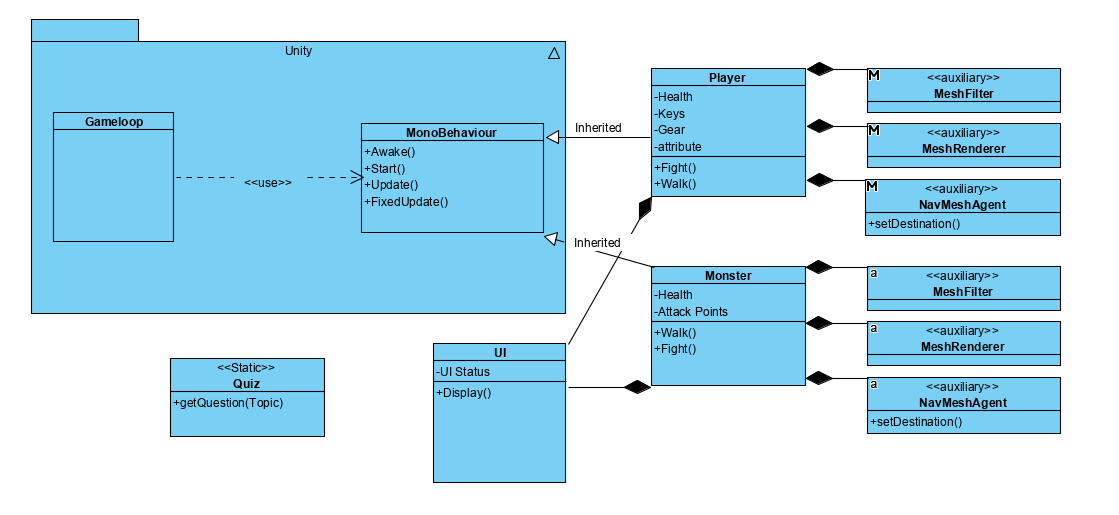 Unity
Gameloop
<<use>>
MonoBehaviour
+Awake()
+Start()
+Update()
+FixedUpdate()
Inherited
Inherited
Player
-Health
-Keys
-Gear
-attribute
+Fight()
+Walk()
M
<<auxiliary>>
MeshFilter
M
<<auxiliary>>
MeshRenderer
M
<<auxiliary>>
NavMeshAgent
+setDestination()
Monster
-Health
-Attack Points
+Walk()
+Fight()
a
<<auxiliary>>
MeshFilter
a
<<auxiliary>>
MeshRenderer
a
<<auxiliary>>
NavMeshAgent
+setDestination()
UI
-UI Status
+Display()
<<Static>>
Quiz
+getQuestion(Topic)